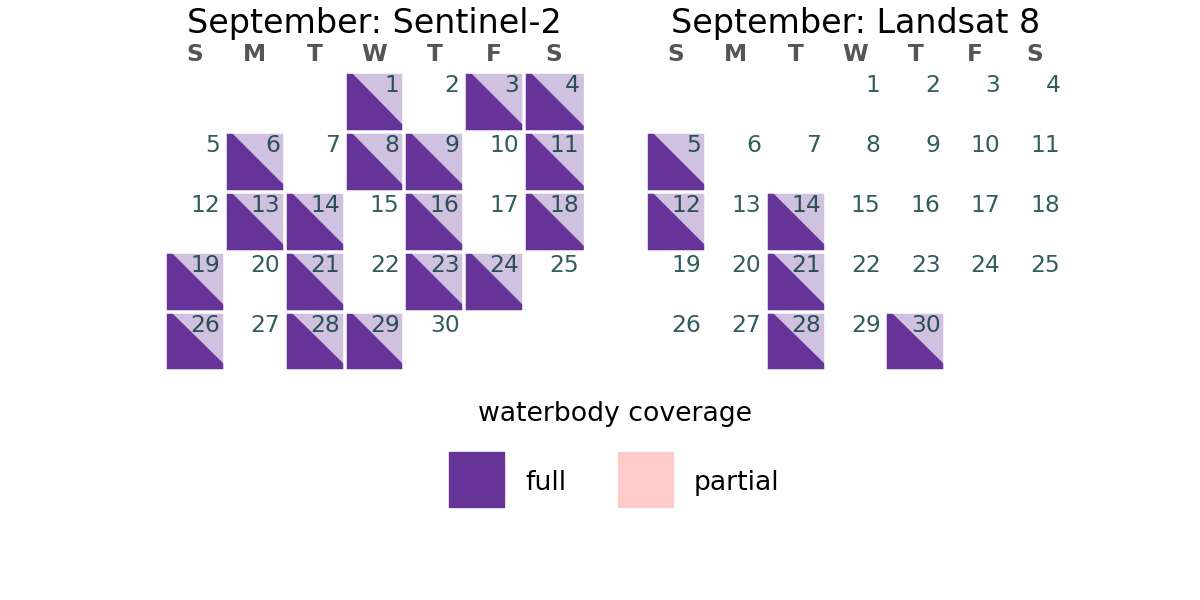 September: Sentinel-2
S M T W T F S
1 2 3 4
5 6 7 8 9 10 11
12 13 14 15 16 17 18
19 20 21 22 23 24 25
26 27 28 29 30
September: Landsat 8
S M T W T F S
1 2 3 4
5 6 7 8 9 10 11
12 13 14 15 16 17 18
19 20 21 22 23 24 25
26 27 28 29 30
waterbody coverage
full
partial